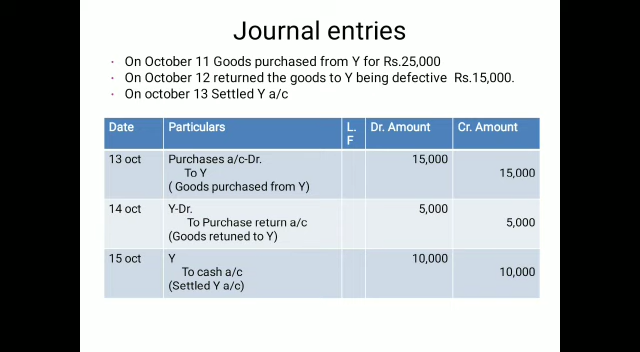 Journal entries
· On October 11 Goods purchased from Y for Rs.25,000
· On October 12 returned the goods to Y being defective Rs.15,000.
· On october 13 Settled Y a/c
Date Particulars L. F Dr. Amount Cr. Amount
13 oct Purchases a/c-Dr. 15,000
To Y 15,000
( Goods purchased from Y)
14 oct Y-Dr. 5,000
To Purchase return a/c 5,000
(Goods retuned to Y)
15 oct Y 10,000
To cash a/c 10,000
(Settled Y a/c)